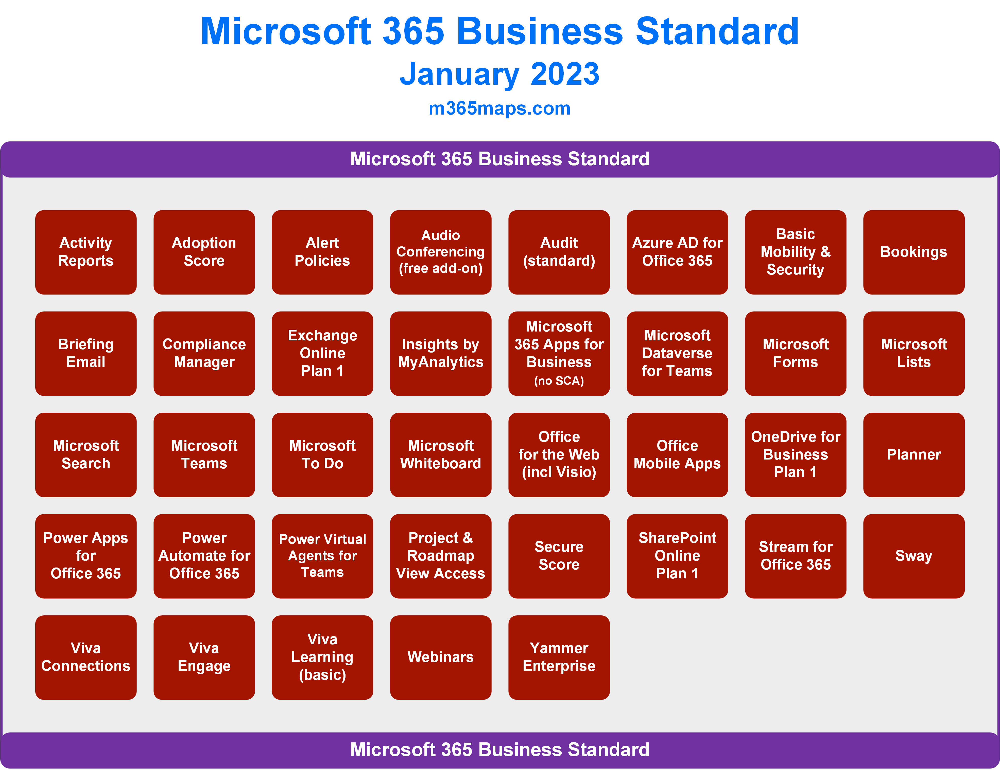 Microsoft 365 Business Standard
January 2023
m365maps.com
Microsoft 365 Business Standard
Activity
Reports
Adoption
Score
Alert
Policies
Audio
Conferencing
(free add-on)
Audit
(standard)
Azure AD for
Office 365
Basic
Mobility &
Security
Bookings
Briefing
Email
Compliance
Manager
Exchange
Online
Plan 1
Insights by
MyAnalytics
Microsoft
365 Apps for
Business
(no SCA)
Microsoft
Dataverse
for Teams
Microsoft
Forms
Microsoft
Lists
Microsoft
Search
Microsoft
Teams
Microsoft
To Do
Microsoft
Whiteboard
Office
for the Web
(incl Visio)
Office
Mobile Apps
OneDrive for
Business
Plan 1
Planner
Power Apps
for
Office 365
Power
Automate for
Office 365
Power Virtual
Agents for
Teams
Project &
Roadmap
View Access
Secure
Score
SharePoint
Online
Plan 1
Stream for
Office 365
Sway
Viva
Connections
Viva
Engage
Viva
Learning
(basic)
Webinars
Yammer
Enterprise
Microsoft 365 Business Standard